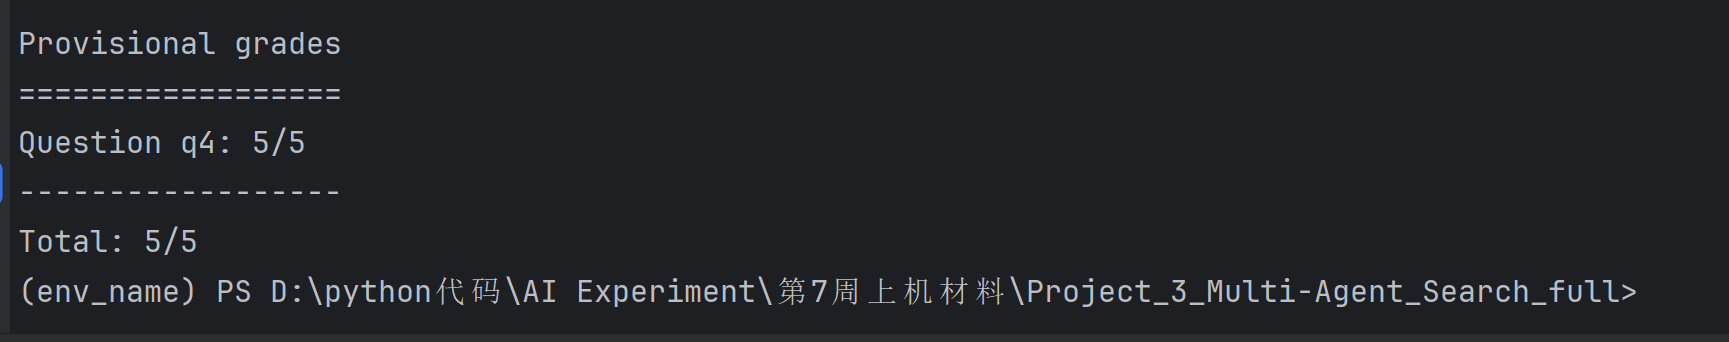 Provisional grades
==================
Question q4: 5/5
------------------
Total: 5/5
(env_name) PS D:\python代码\AI Experiment\第7周上机材料\Project_3_Multi-Agent_Search_full>